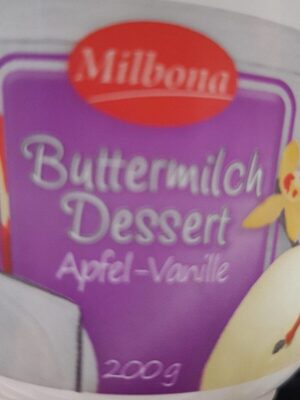 Milbona
Buttermilch
Dessert
Apfel-Vanille
200g